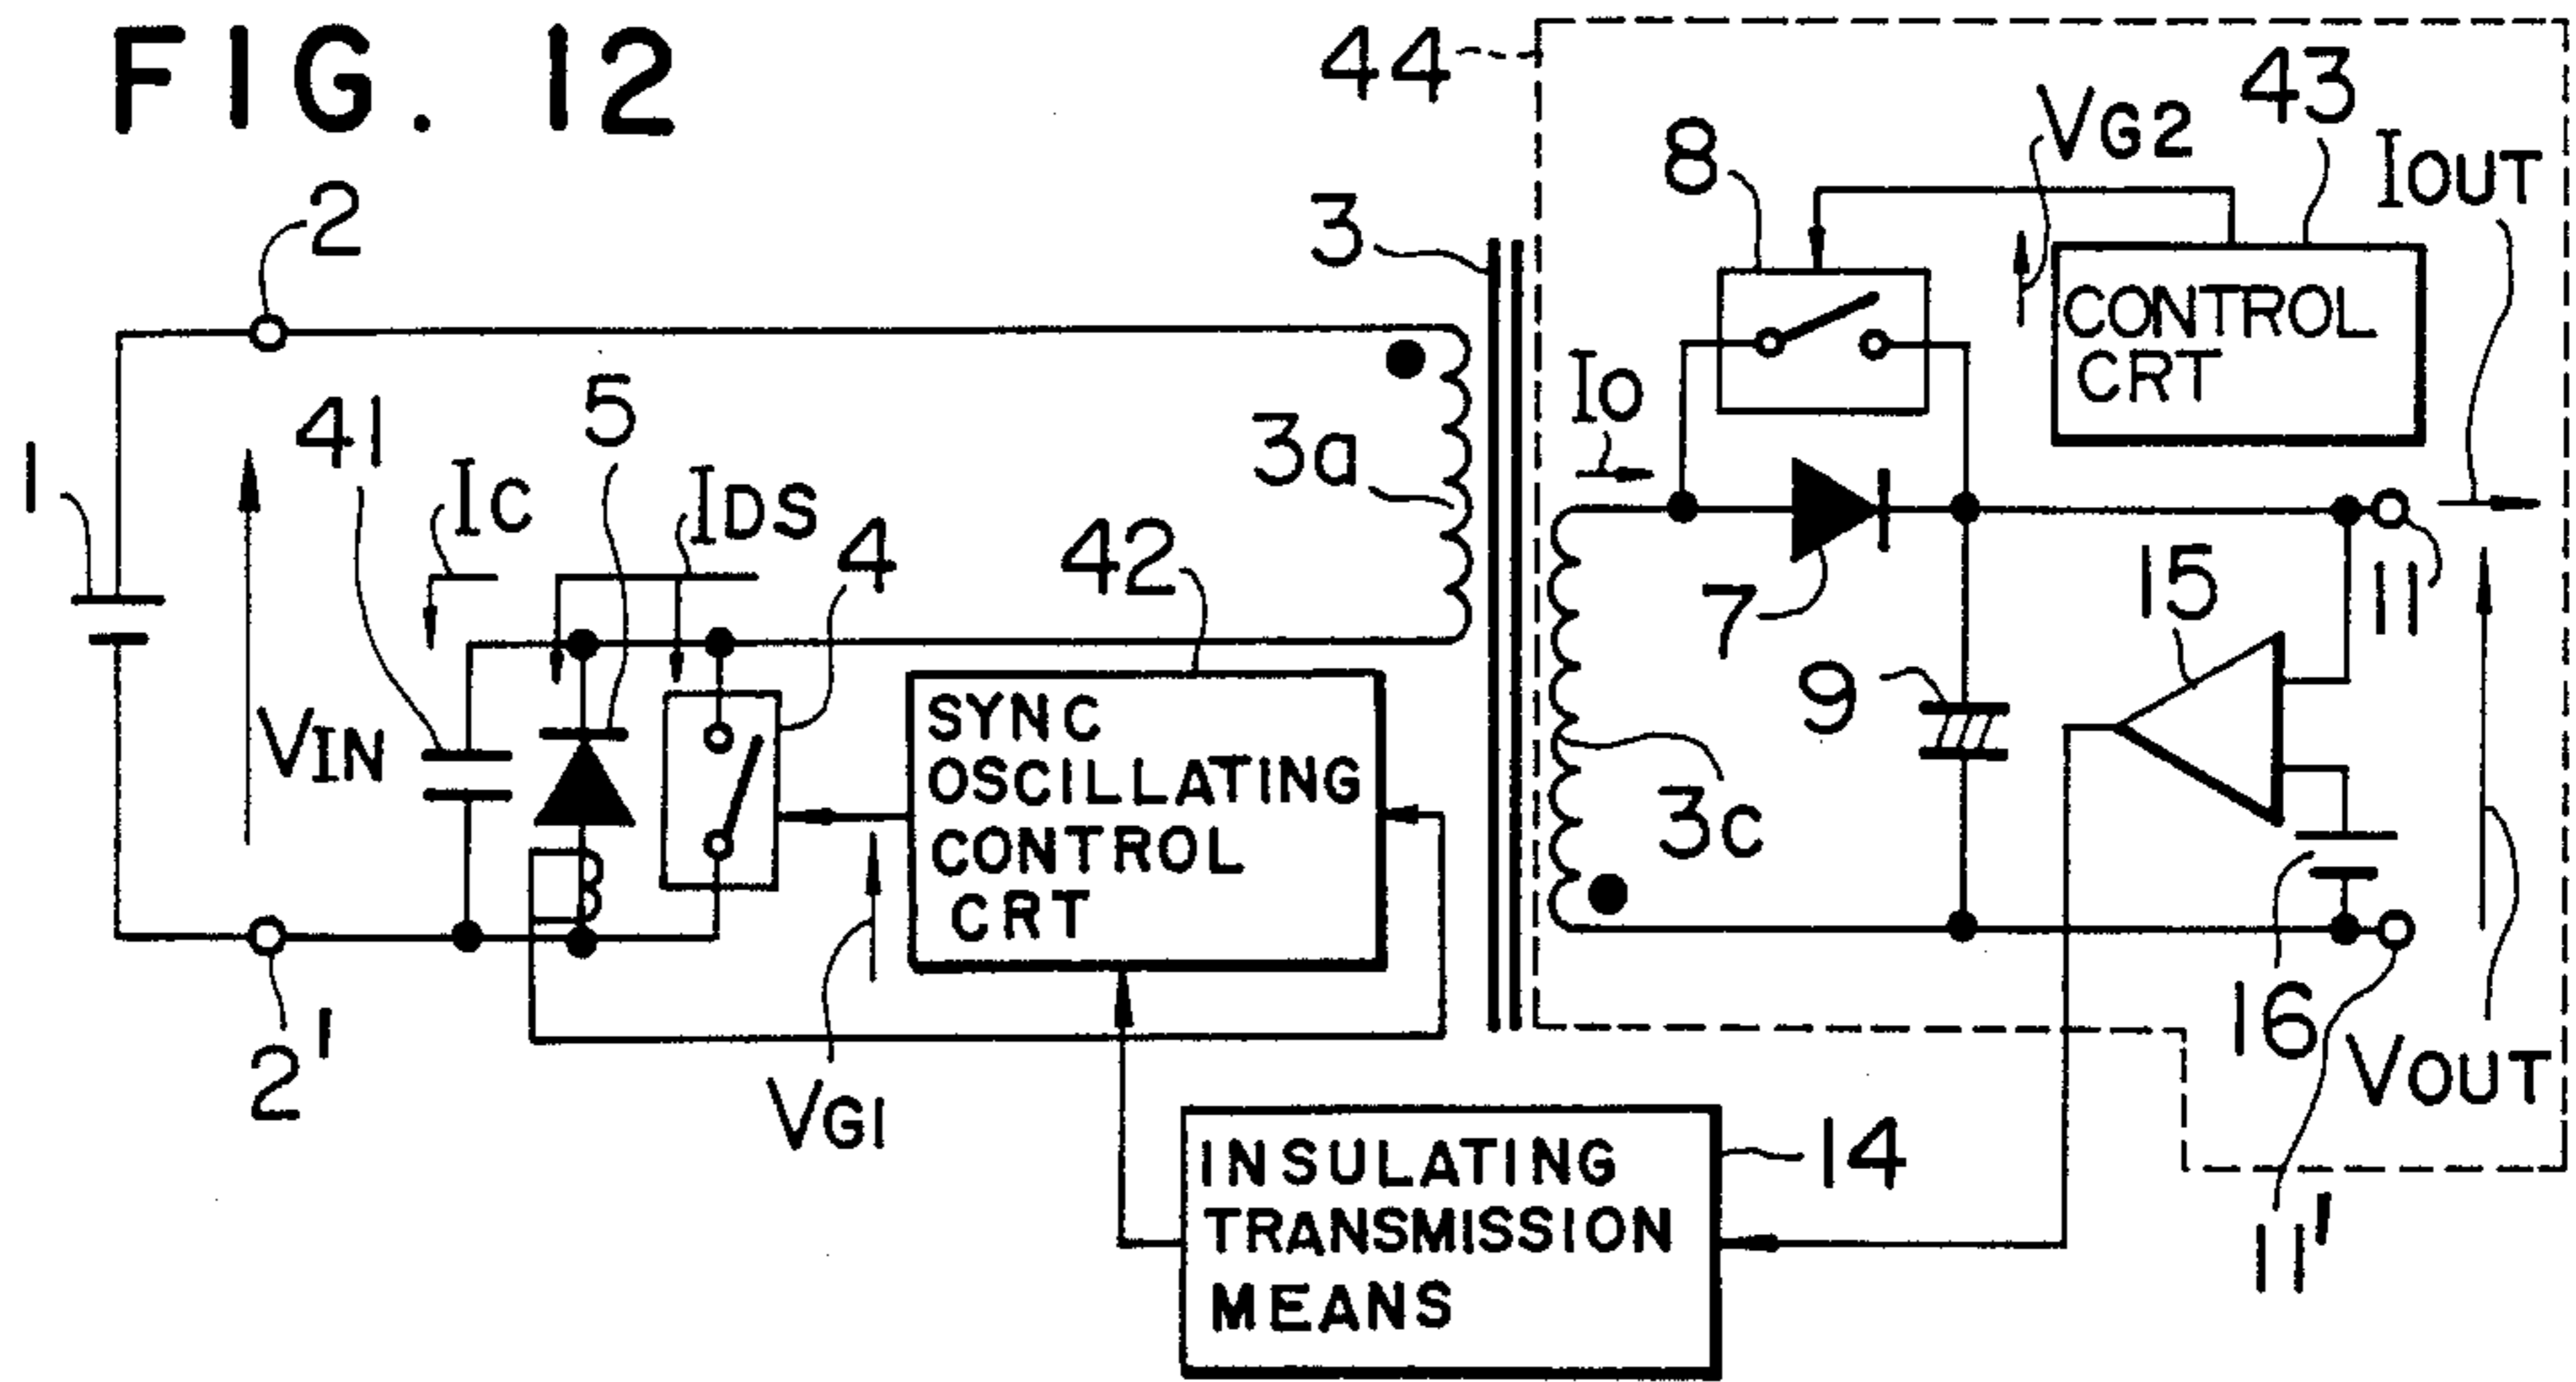 FIG. 12
44
43
VG2
8
IOUT
2
3
CONTROL
CRT
IO
5
41
3a
1
IC
IDS
4
42
15
11
7
9
VIN
SYNC
OSCILLATING
CONTROL
CRT
3c
16
2'
VG1
VOUT
INSULATING
TRANSMISSION
MEANS
14
11'